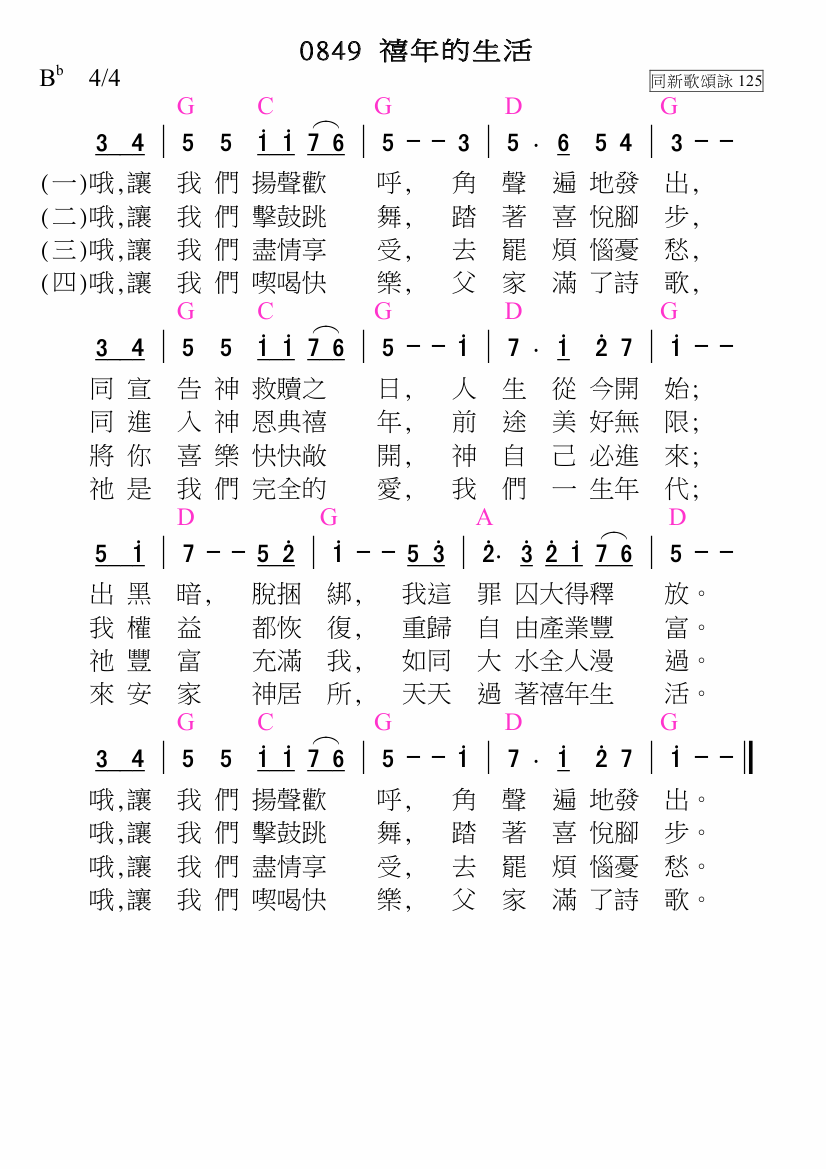 0849 禧年的生活
B♭ 4/4
同新歌頌詠 125
G C G D G
3 4 | 5 5 i i 7 6 | 5 - - 3 | 5 . 6 5 4 | 3 - -
(一)哦,讓 我 們 揚聲歡 呼, 角 聲 遍 地發 出,
(二)哦,讓 我 們 擊鼓跳 舞, 踏 著 喜 悅腳 步,
(三)哦,讓 我 們 盡情享 受, 去 罷 煩 惱憂 愁,
(四)哦,讓 我 們 喫喝快 樂, 父 家 滿 了詩 歌,
G C G D G
3 4 | 5 5 i i 7 6 | 5 - - i | 7 . i 2̇ 7 | i - -
同 宣 告 神 救贖之 日, 人 生 從 今開 始;
同 進 入 神 恩典禧 年, 前 途 美 好無 限;
將 你 喜 樂 快快敞 開, 神 自 己 必進 來;
祂 是 我 們 完全的 愛, 我 們 一 生年 代;
D G A D
5 i | 7 - - 5 2̇ | i - - 5 3̇ | 2̇. 3̇ 2̇ i 7 6 | 5 - -
出 黑 暗, 脫捆 綁, 我這 罪 囚大得釋 放。
我 權 益 都恢 復, 重歸 自 由產業豐 富。
祂 豐 富 充滿 我, 如同 大 水全人漫 過。
來 安 家 神居 所, 天天 過 著禧年生 活。
G C G D G
3 4 | 5 5 i i 7 6 | 5 - - i | 7 . i 2̇ 7 | i - -
哦,讓 我 們 揚聲歡 呼, 角 聲 遍 地發 出。
哦,讓 我 們 擊鼓跳 舞, 踏 著 喜 悅腳 步。
哦,讓 我 們 盡情享 受, 去 罷 煩 惱憂 愁。
哦,讓 我 們 喫喝快 樂, 父 家 滿 了詩 歌。